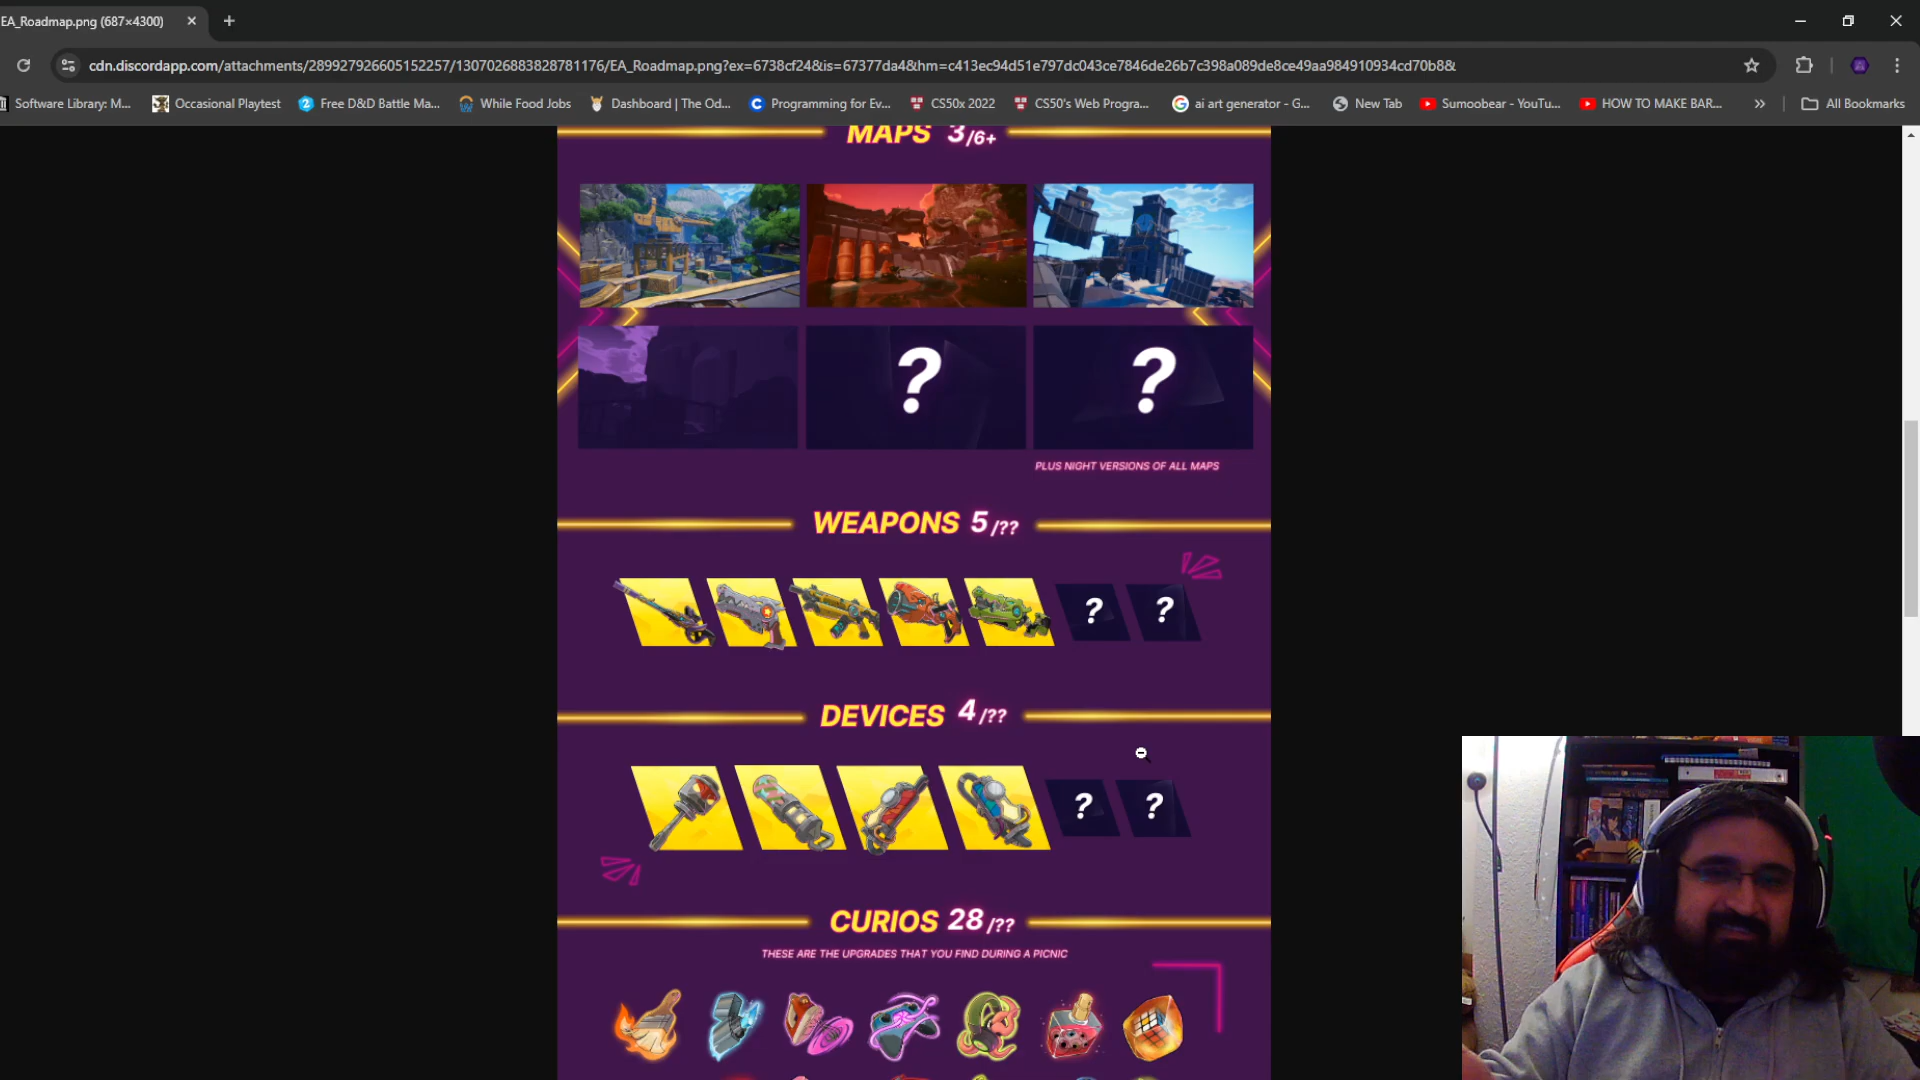 EA_Roadmap.png (687×4300)
cdn.discordapp.com/attachments/289927926605152257/1307026883828781176/EA_Roadmap.png?ex=6738cf24&is=67377da4&hm=c413ec94d51e797dc043ce7846de26b7c398a089de8ce49aa984910934cd70b8&
Software Library: M... Occasional Playtest Free D&D Battle Ma... While Food Jobs Dashboard | The Od... Programming for Ev... CS50x 2022 CS50's Web Progra... ai art generator - G... New Tab Sumoobear - YouTu... HOW TO MAKE BAR... » All Bookmarks
MAPS 3/6+
? ?
PLUS NIGHT VERSIONS OF ALL MAPS
WEAPONS 5/??
? ?
DEVICES 4/??
? ?
CURIOS 28/??
THESE ARE THE UPGRADES THAT YOU FIND DURING A PICNIC